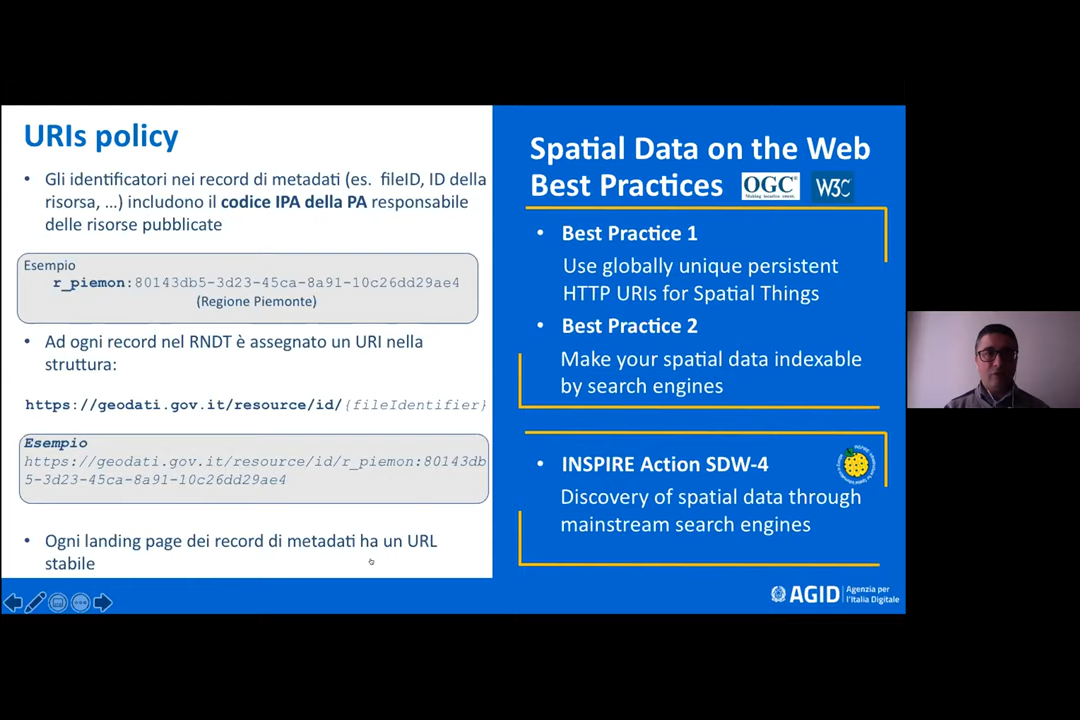 URIs policy
• Gli identificatori nei record di metadati (es. fileID, ID della
risorsa, ...) includono il codice IPA della PA responsabile
delle risorse pubblicate
Esempio
r_piemon:80143db5-3d23-45ca-8a91-10c26dd29ae4
(Regione Piemonte)
• Ad ogni record nel RNDT è assegnato un URI nella
struttura:
https://geodati.gov.it/resource/id/{fileIdentifier}
Esempio
https://geodati.gov.it/resource/id/r_piemon:80143db
5-3d23-45ca-8a91-10c26dd29ae4
• Ogni landing page dei record di metadati ha un URL
stabile
Spatial Data on the Web
Best Practices
OGC®
W3C
• Best Practice 1
Use globally unique persistent
HTTP URIs for Spatial Things
• Best Practice 2
Make your spatial data indexable
by search engines
• INSPIRE Action SDW-4
Discovery of spatial data through
mainstream search engines
AGID
Agenzia per
l'Italia Digitale